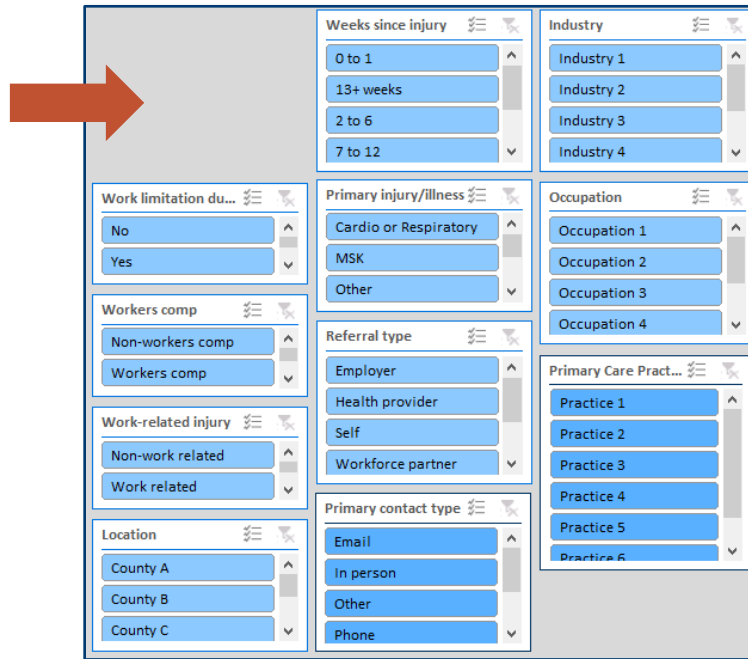 Weeks since injury
0 to 1
13+ weeks
2 to 6
7 to 12
Industry
Industry 1
Industry 2
Industry 3
Industry 4
Work limitation du...
No
Yes
Primary injury/illness
Cardio or Respiratory
MSK
Other
Occupation
Occupation 1
Occupation 2
Occupation 3
Occupation 4
Workers comp
Non-workers comp
Workers comp
Referral type
Employer
Health provider
Self
Workforce partner
Primary Care Pract...
Practice 1
Practice 2
Practice 3
Practice 4
Practice 5
Practice 6
Work-related injury
Non-work related
Work related
Primary contact type
Email
In person
Other
Phone
Location
County A
County B
County C